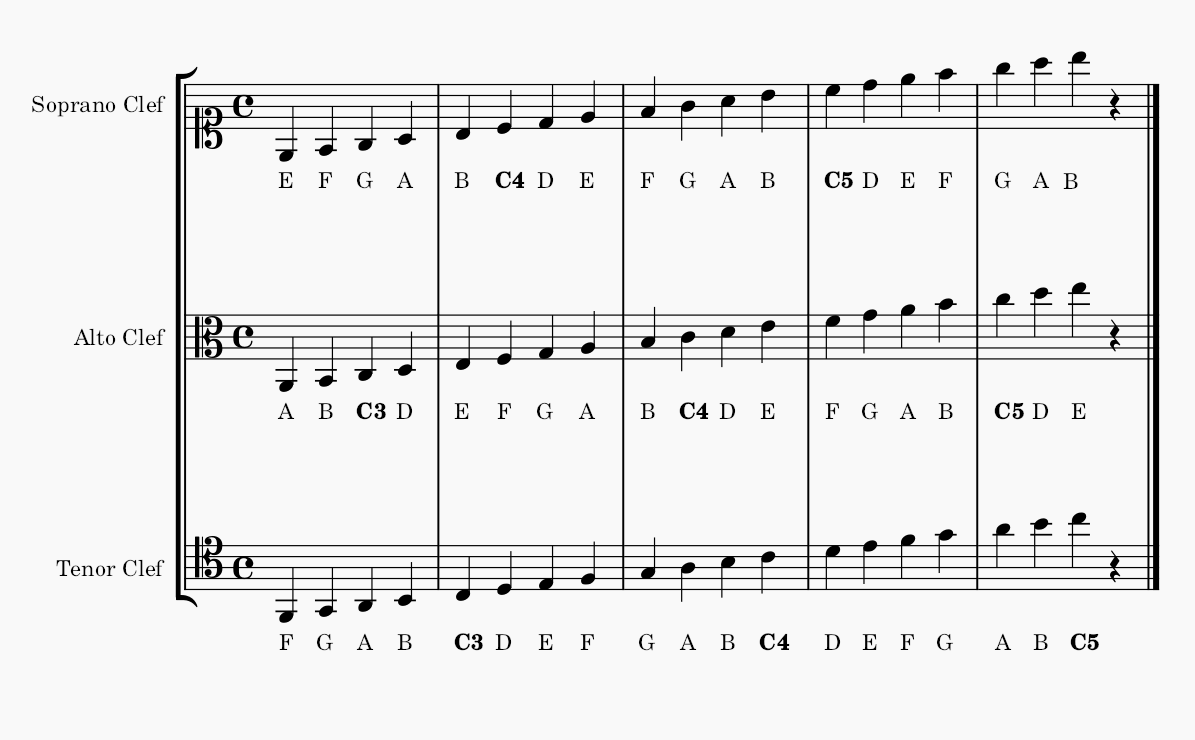 Soprano Clef
E F G A B C4 D E F G A B C5 D E F G A B
Alto Clef
A B C3 D E F G A B C4 D E F G A B C5 D E
Tenor Clef
F G A B C3 D E F G A B C4 D E F G A B C5